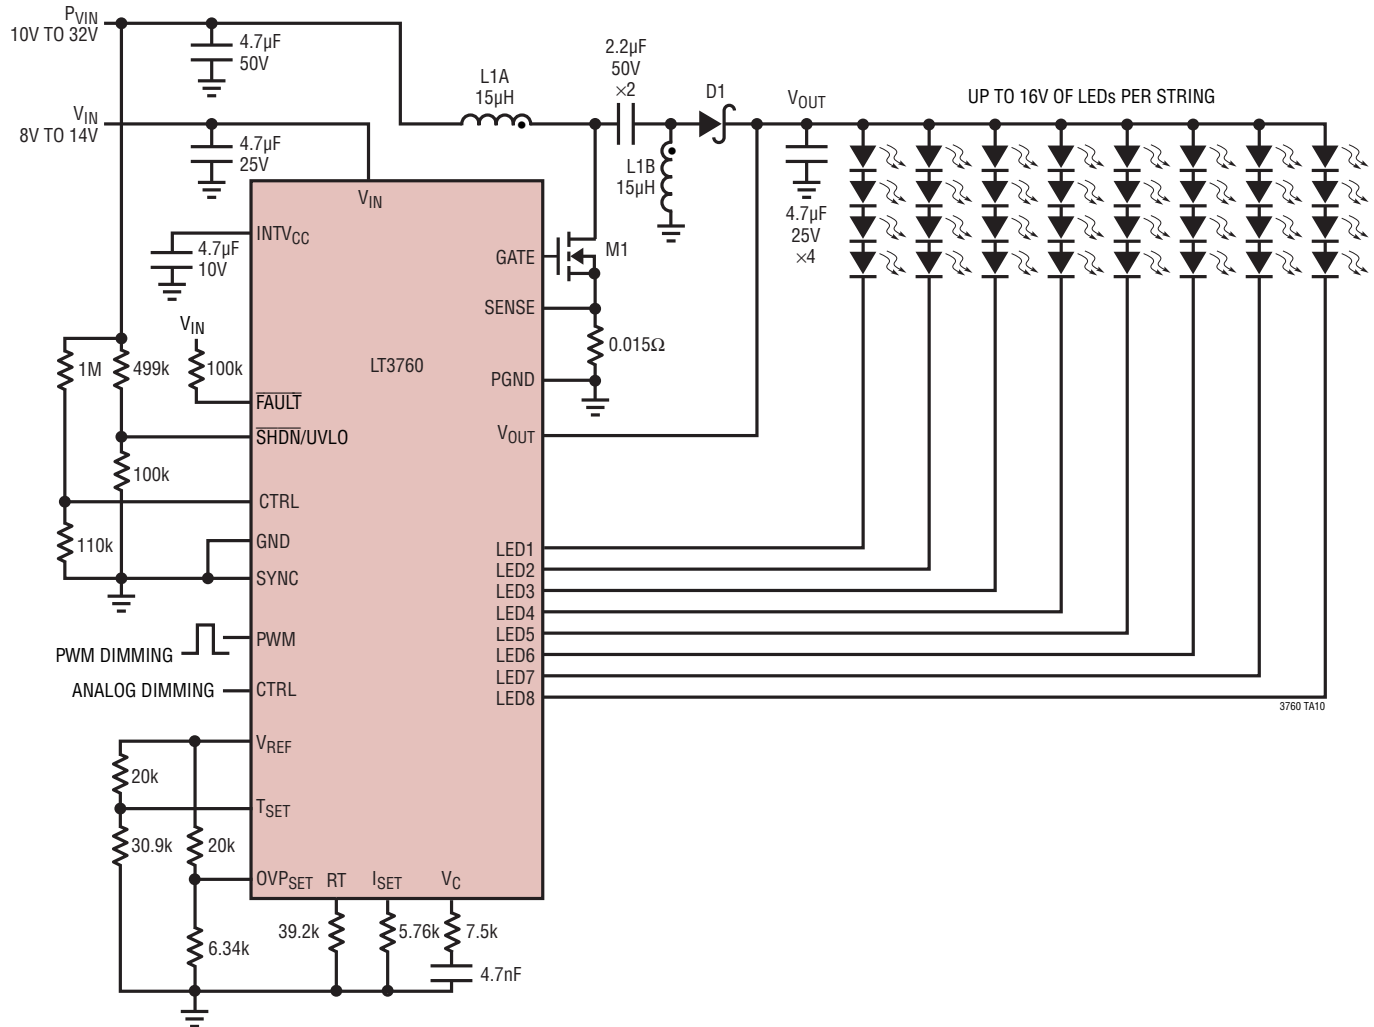 PVIN
10V TO 32V
4.7µF
50V
VIN
8V TO 14V
4.7µF
25V
L1A
15µH
2.2µF
50V
×2
D1
L1B
15µH
VOUT
4.7µF
25V
×4
UP TO 16V OF LEDs PER STRING
VIN
INTVCC
4.7µF
10V
GATE
M1
SENSE
0.015Ω
PGND
VOUT
LT3760
VIN
1M
499k
100k
FAULT
SHDN/UVLO
100k
CTRL
110k
GND
SYNC
PWM DIMMING
PWM
ANALOG DIMMING
CTRL
LED1
LED2
LED3
LED4
LED5
LED6
LED7
LED8
3760 TA10
VREF
20k
TSET
30.9k
20k
OVPSET
RT
ISET
VC
6.34k
39.2k
5.76k
7.5k
4.7nF